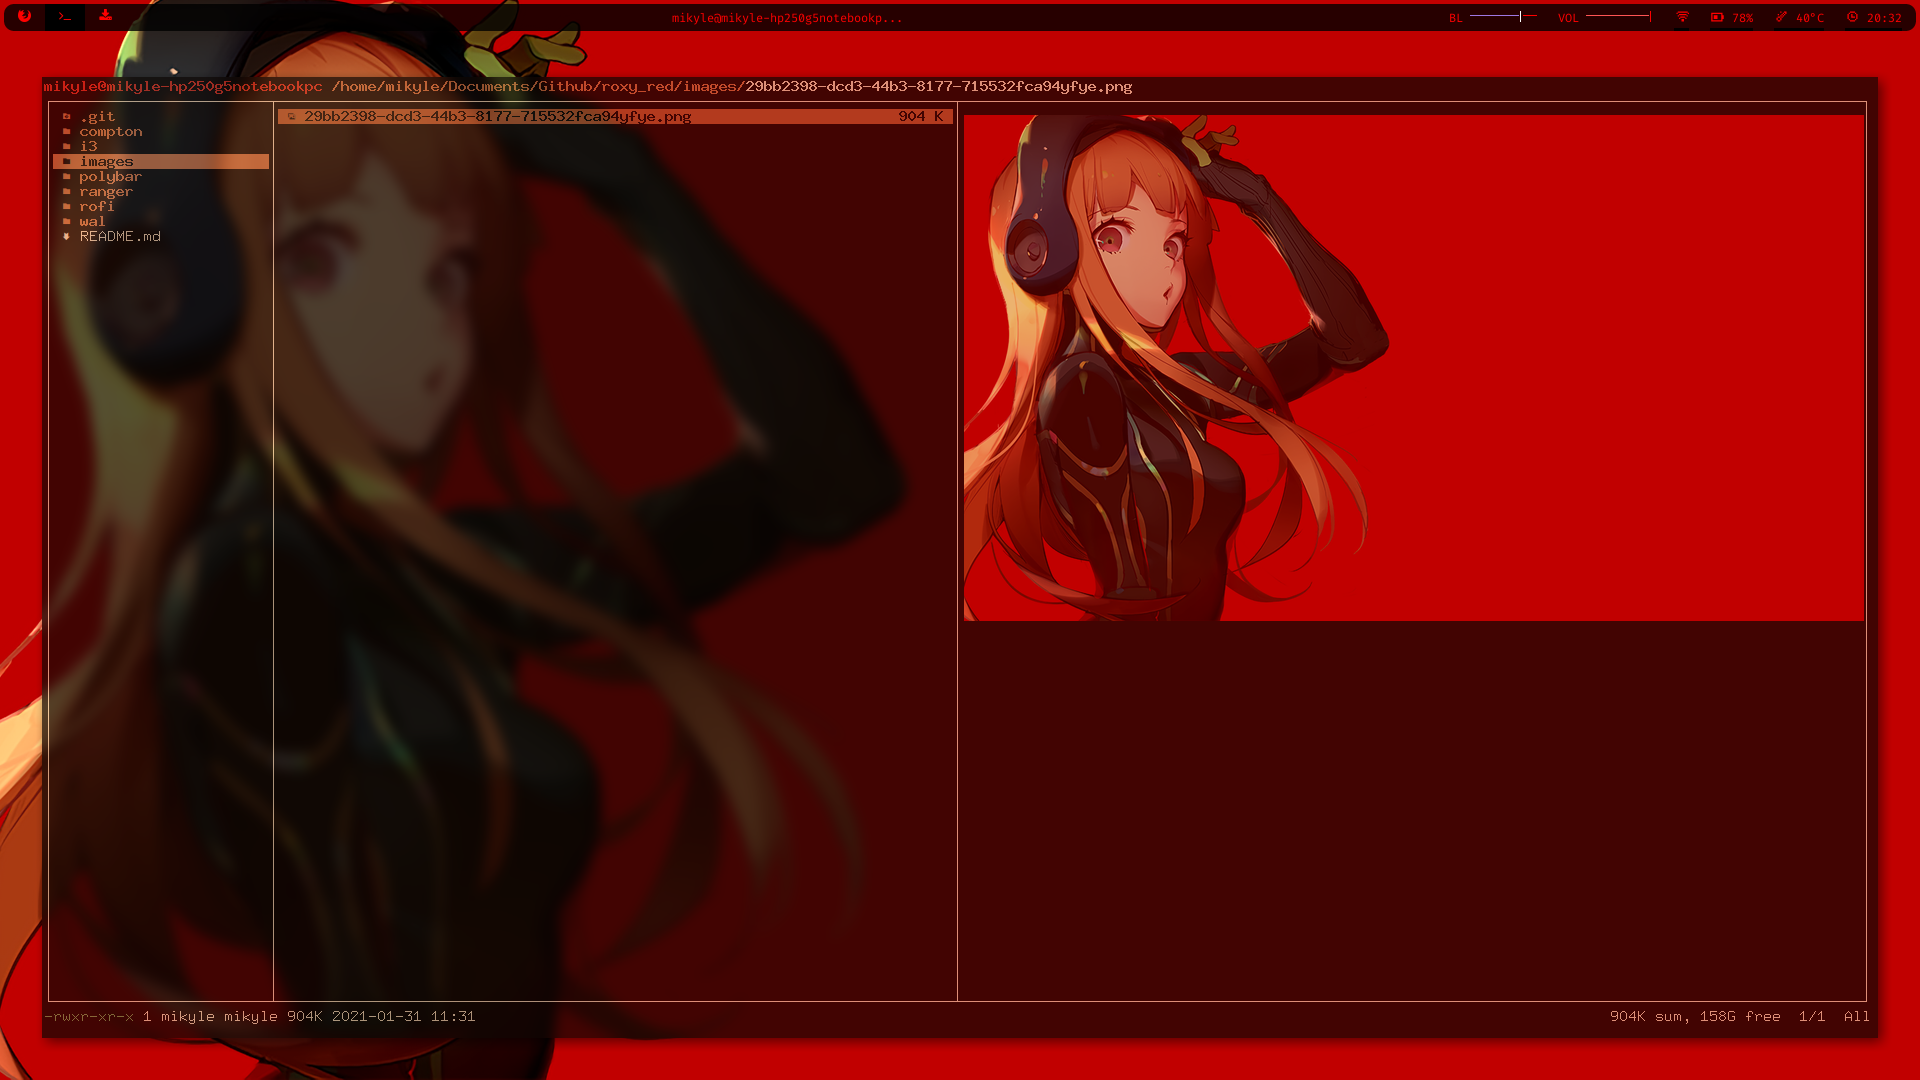 >_ mikyle@mikyle-hp250g5notebookp... BL VOL 78% 40°C 20:32
mikyle@mikyle-hp250g5notebookpc /home/mikyle/Documents/Github/roxy_red/images/29bb2398-dcd3-44b3-8177-715532fca94yfye.png
.git
compton
i3
images
polybar
ranger
rofi
wal
README.md
29bb2398-dcd3-44b3-8177-715532fca94yfye.png 904 K
-rwxr-xr-x 1 mikyle mikyle 904K 2021-01-31 11:31 904K sum, 158G free 1/1 All